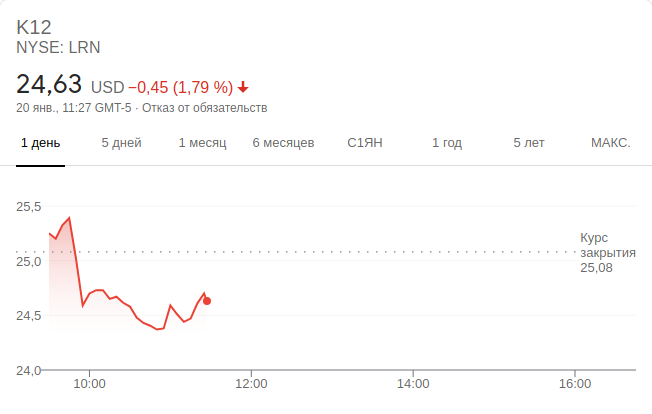 K12
NYSE: LRN
24,63 USD −0,45 (1,79 %)
20 янв., 11:27 GMT-5 · Отказ от обязательств
1 день 5 дней 1 месяц 6 месяцев С1ЯН 1 год 5 лет МАКС.
25,5
Курс
закрытия
25,08
25,0
24,5
24,0
10:00 12:00 14:00 16:00